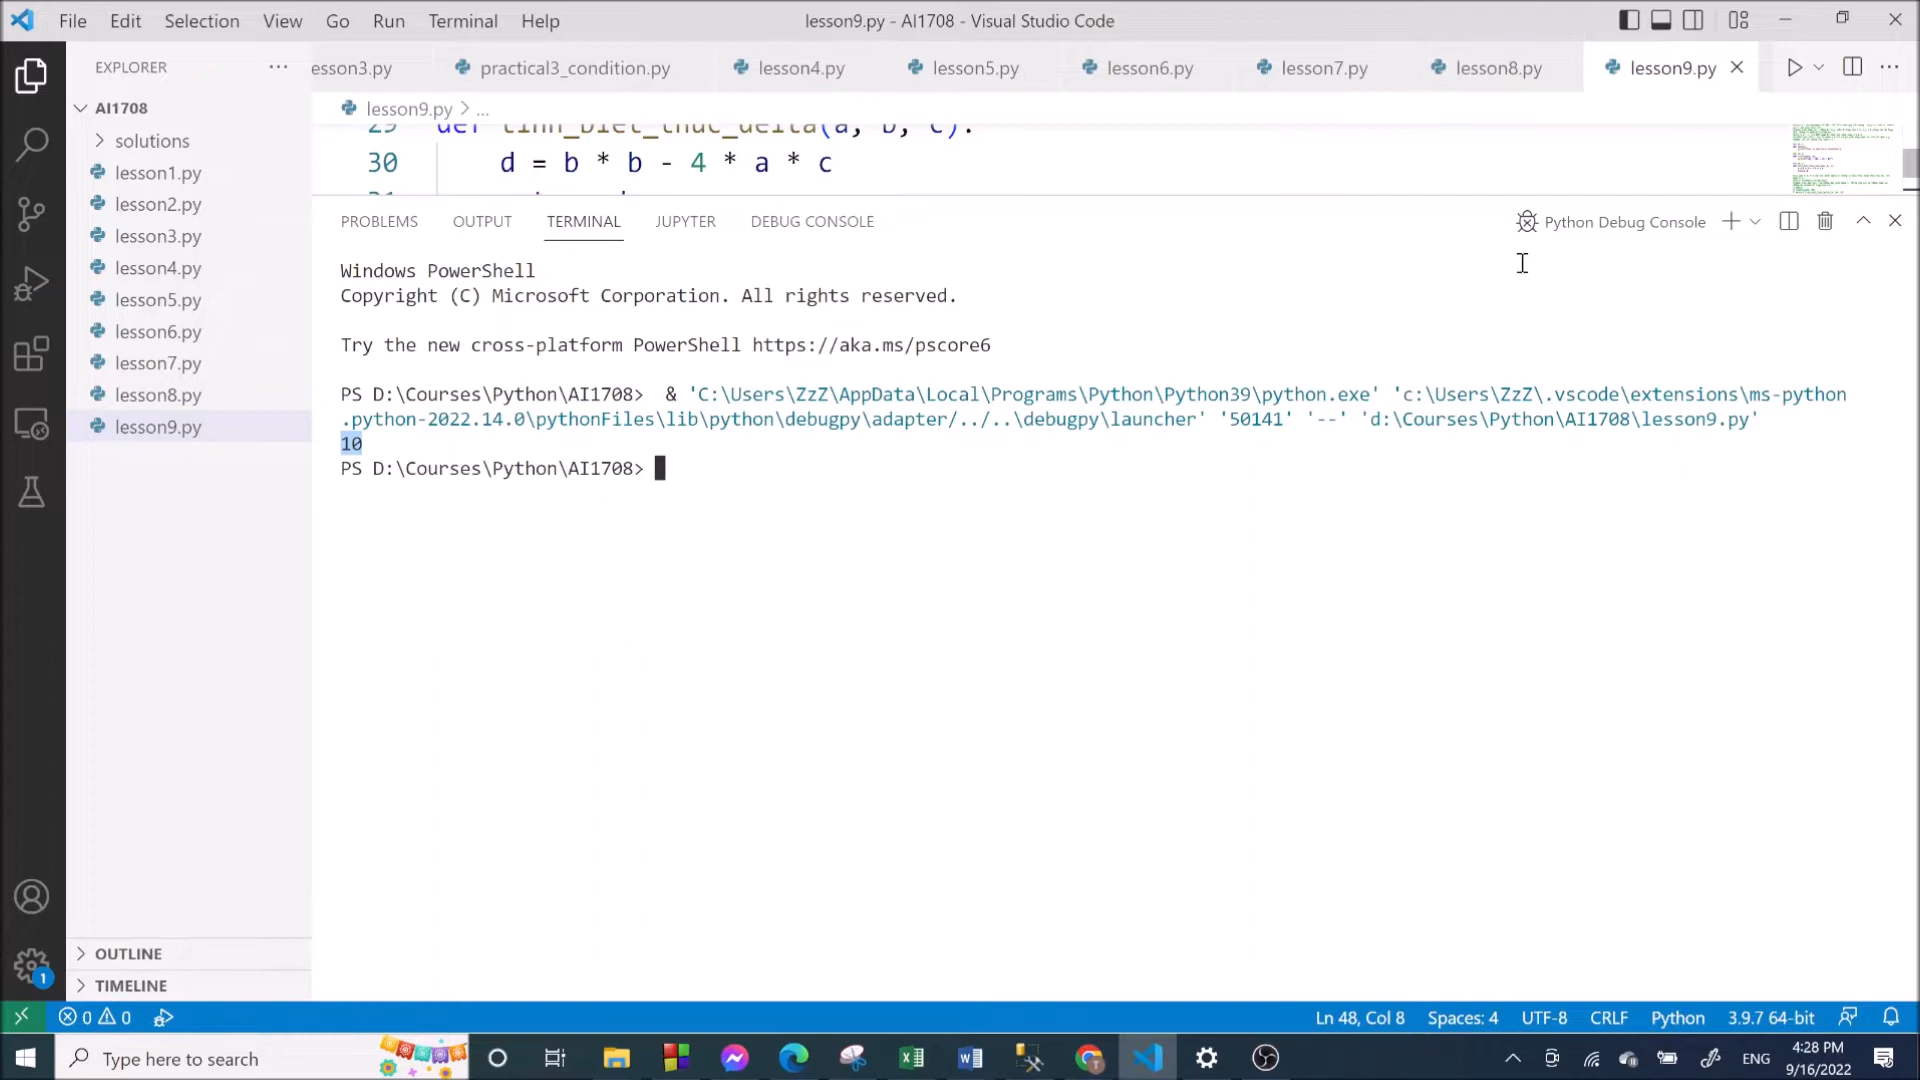 File Edit Selection View Go Run Terminal Help
lesson9.py - AI1708 - Visual Studio Code
EXPLORER
esson3.py practical3_condition.py lesson4.py lesson5.py lesson6.py lesson7.py lesson8.py lesson9.py
AI1708
solutions
lesson1.py
lesson2.py
lesson3.py
lesson4.py
lesson5.py
lesson6.py
lesson7.py
lesson8.py
lesson9.py
OUTLINE
TIMELINE
lesson9.py > ...
29 def tinh_biet_thuc_delta(a, b, c):
30 d = b * b - 4 * a * c
PROBLEMS OUTPUT TERMINAL JUPYTER DEBUG CONSOLE
Python Debug Console
Windows PowerShell
Copyright (C) Microsoft Corporation. All rights reserved.
Try the new cross-platform PowerShell https://aka.ms/pscore6
PS D:\Courses\Python\AI1708>  & 'C:\Users\ZzZ\AppData\Local\Programs\Python\Python39\python.exe' 'c:\Users\ZzZ\.vscode\extensions\ms-python
.python-2022.14.0\pythonFiles\lib\python\debugpy\adapter/../..\debugpy\launcher' '50141' '--' 'd:\Courses\Python\AI1708\lesson9.py'
10
PS D:\Courses\Python\AI1708>
1
0 0
Ln 48, Col 8 Spaces: 4 UTF-8 CRLF Python 3.9.7 64-bit
Type here to search
ENG
4:28 PM
9/16/2022